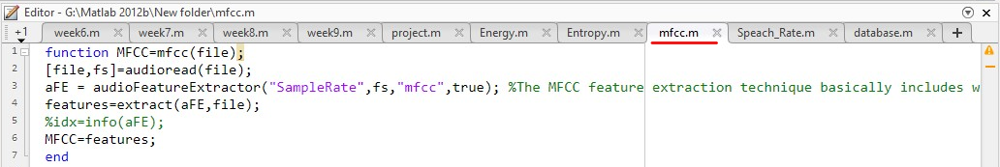 Editor - G:\Matlab 2012b\New folder\mfcc.m
+1 week6.m week7.m week8.m week9.m project.m Energy.m Entropy.m mfcc.m Speach_Rate.m database.m +
1 function MFCC=mfcc(file);
2 [file,fs]=audioread(file);
3 aFE = audioFeatureExtractor("SampleRate",fs,"mfcc",true); %The MFCC feature extraction technique basically includes w
4 features=extract(aFE,file);
5 %idx=info(aFE);
6 MFCC=features;
7 end